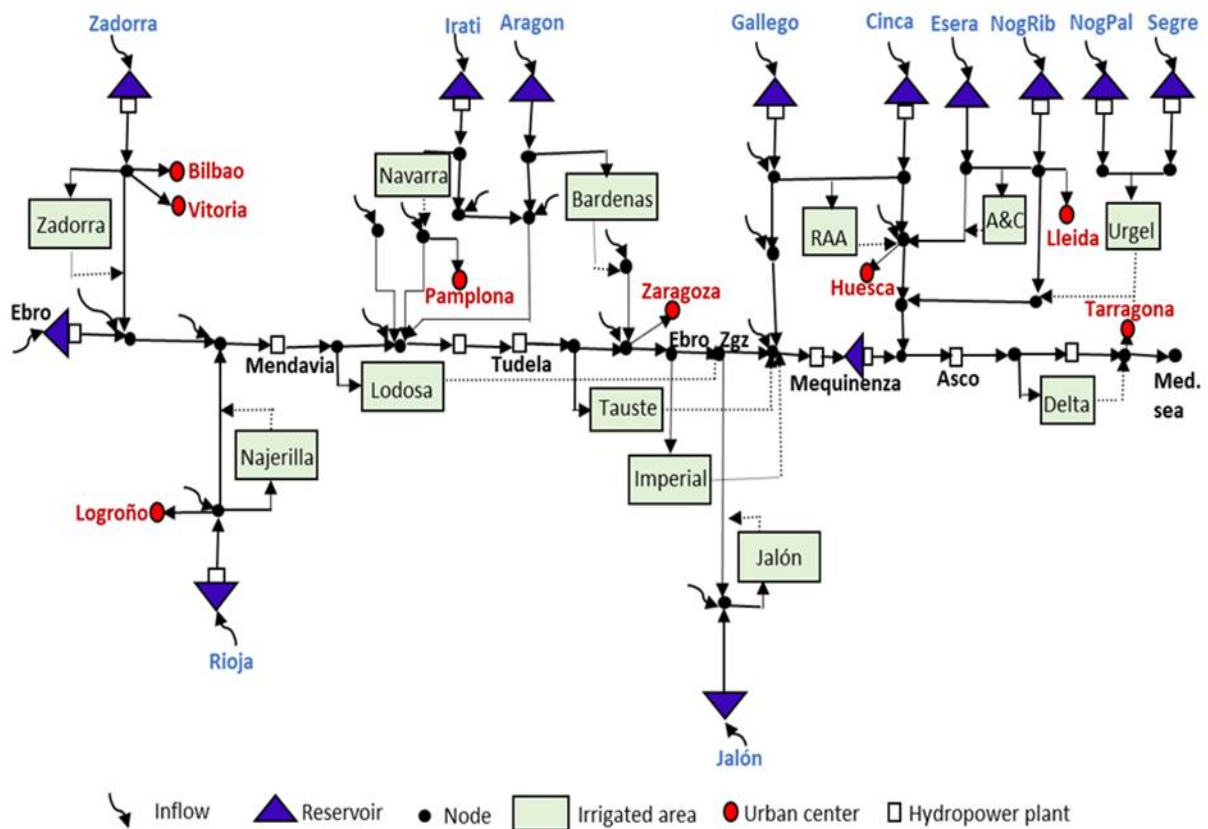 Zadorra
Irati
Aragon
Gallego
Cinca
Esera
NogRib
NogPal
Segre
Bilbao
Vitoria
Zadorra
Navarra
Bardenas
RAA
A&C
Lleida
Urgel
Pamplona
Zaragoza
Huesca
Tarragona
Ebro
Mendavia
Lodosa
Tudela
Ebro_Zgz
Tauste
Mequinenza
Asco
Delta
Med.
sea
Najerilla
Imperial
Logroño
Jalón
Rioja
Jalón
Inflow
Reservoir
Node
Irrigated area
Urban center
Hydropower plant